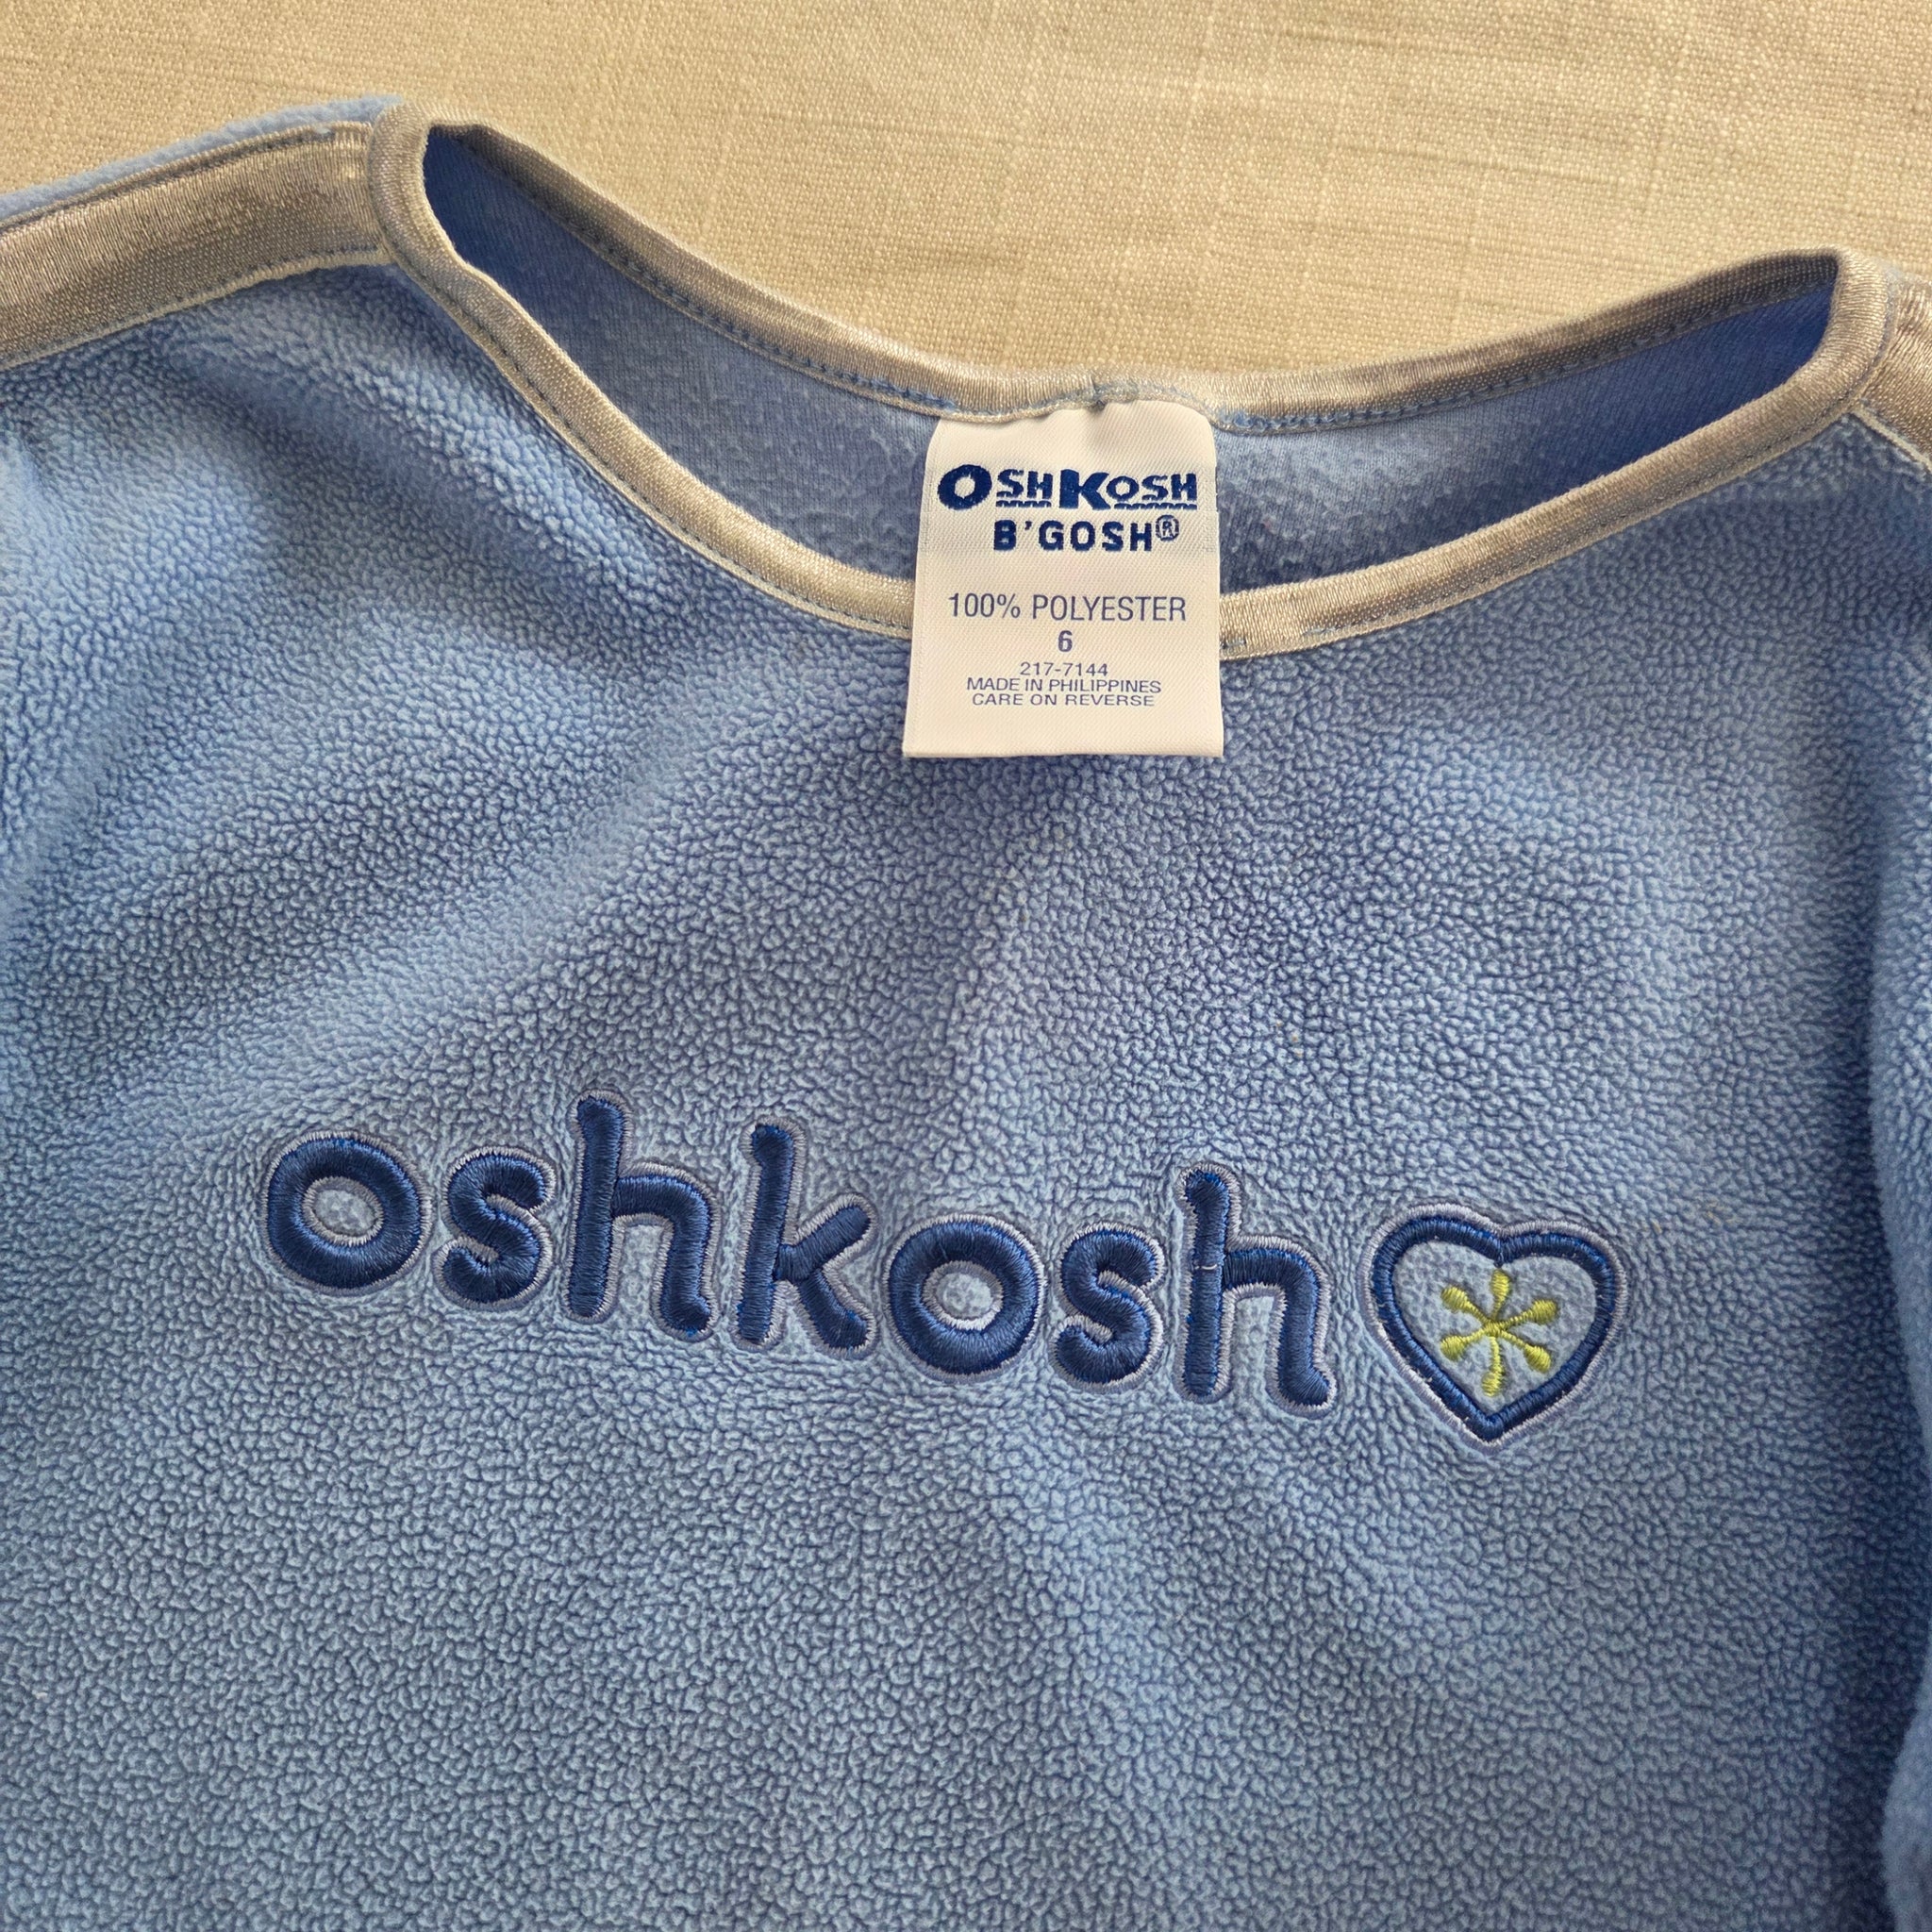 OSHKOSH
B'GOSH®
100% POLYESTER
6
217-7144
MADE IN PHILIPPINES
CARE ON REVERSE
oshkosh